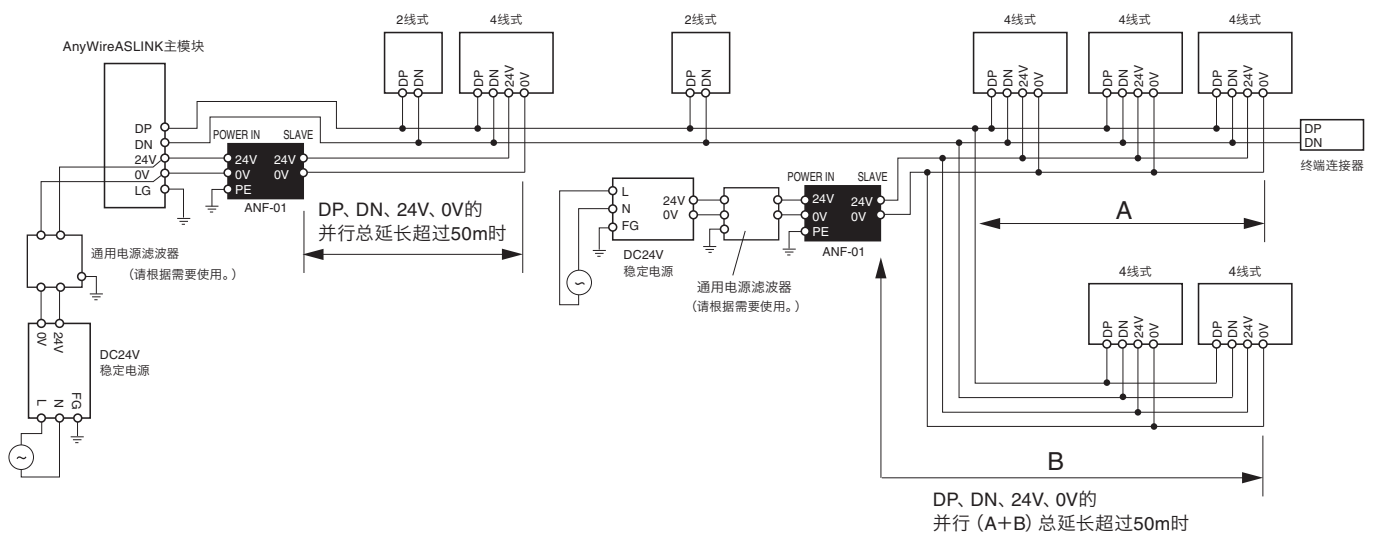 2线式
4线式
2线式
4线式
4线式
4线式
AnyWireASLINK主模块
DP
DN
DP
DN
24V
0V
DP
DN
DP
DN
24V
0V
DP
DN
24V
0V
DP
DN
24V
0V
DP
DN
24V
0V
LG
POWER IN
SLAVE
24V
24V
0V
0V
PE
ANF-01
DP
DN
终端连接器
DP、DN、24V、0V的
并行总延长超过50m时
L
N
FG
24V
0V
DC24V
稳定电源
通用电源滤波器
（请根据需要使用。）
POWER IN
SLAVE
24V
24V
0V
0V
PE
ANF-01
A
通用电源滤波器
（请根据需要使用。）
0V
24V
DC24V
稳定电源
L
N
FG
~
~
4线式
4线式
DP
DN
24V
0V
DP
DN
24V
0V
B
DP、DN、24V、0V的
并行（A+B）总延长超过50m时